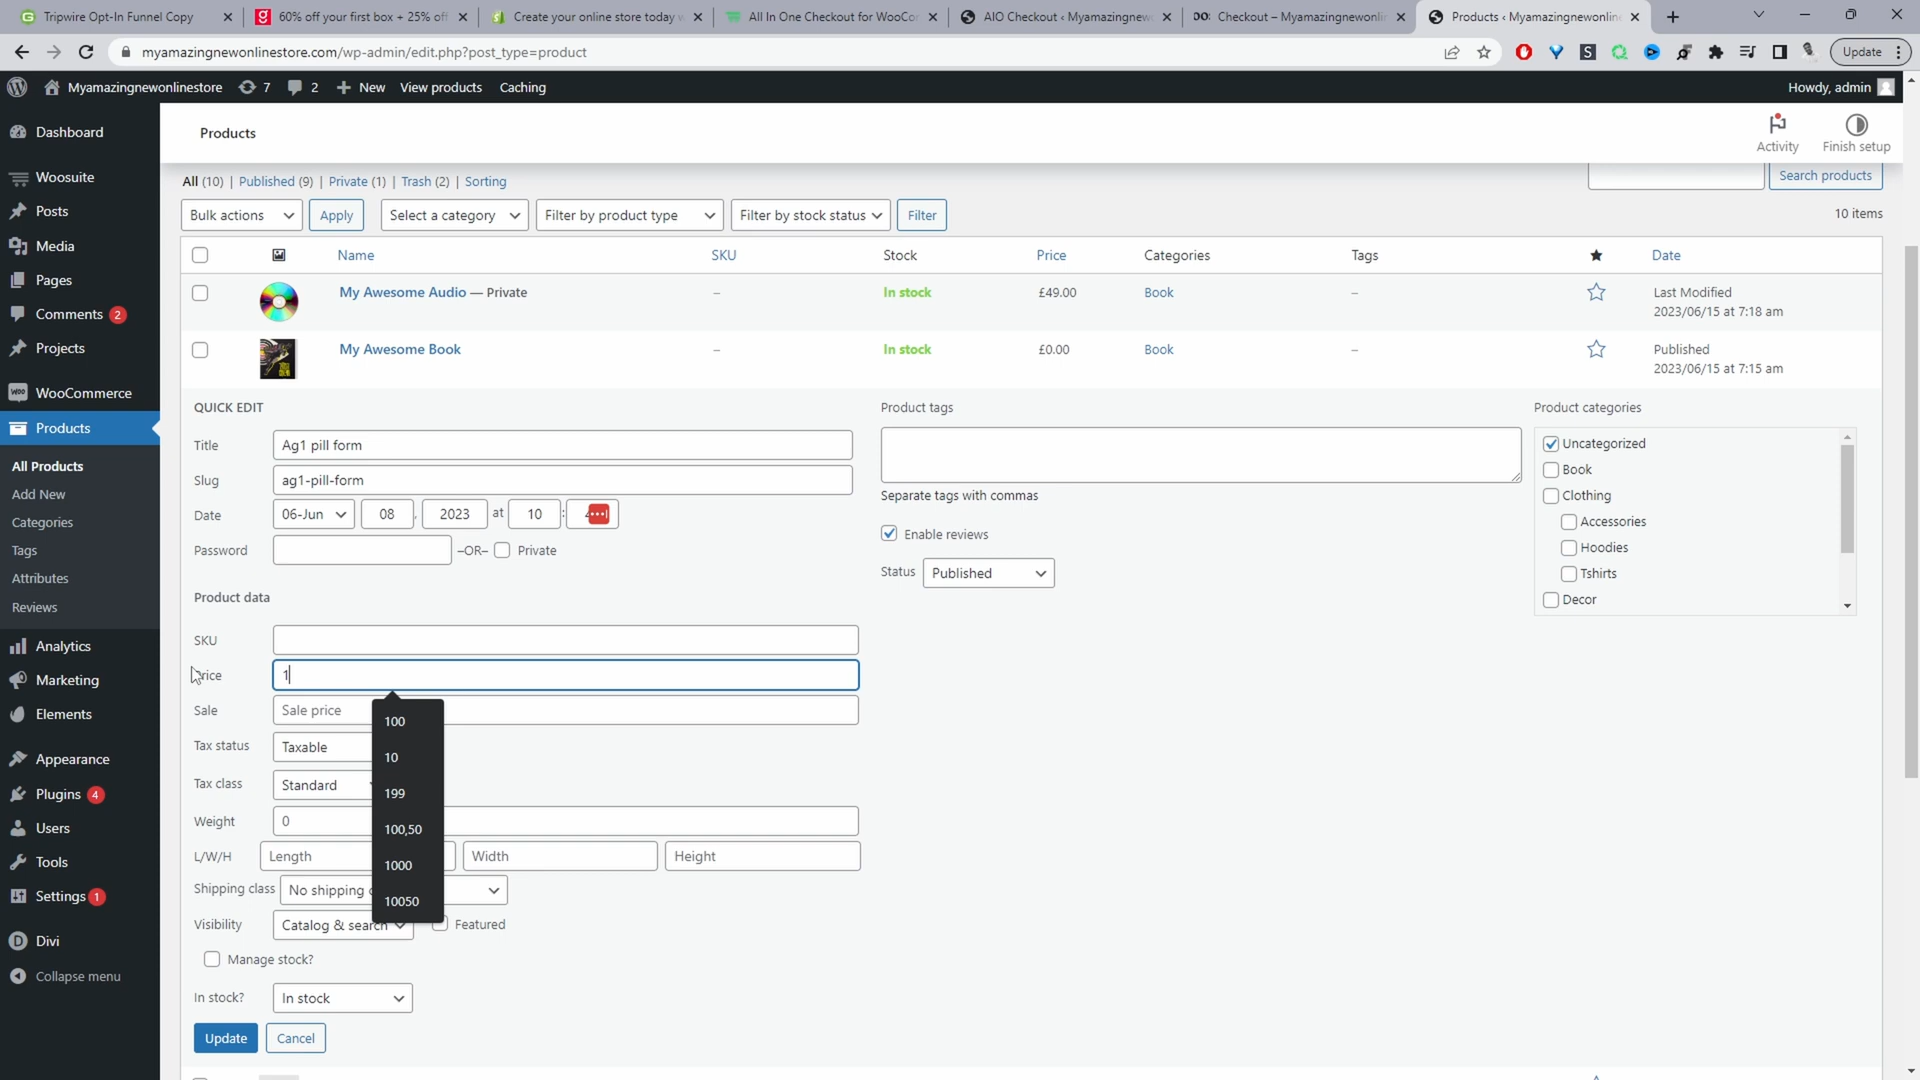 Tripwire Opt-In Funnel Copy
60% off your first box + 25% off
Create your online store today w
All In One Checkout for WooCor
AIO Checkout ‹ Myamazingnew
Checkout – Myamazingnewonlin
Products ‹ Myamazingnewonlin
myamazingnewonlinestore.com/wp-admin/edit.php?post_type=product
Update
Myamazingnewonlinestore 7 2 New View products Caching Howdy, admin
Dashboard
Woosuite
Posts
Media
Pages
Comments 2
Projects
WooCommerce
Products
All Products
Add New
Categories
Tags
Attributes
Reviews
Analytics
Marketing
Elements
Appearance
Plugins 4
Users
Tools
Settings 1
Divi
Collapse menu
Products
Activity Finish setup
All (10) | Published (9) | Private (1) | Trash (2) | Sorting
Search products
Bulk actions Apply Select a category Filter by product type Filter by stock status Filter
10 items
Name SKU Stock Price Categories Tags Date
My Awesome Audio — Private – In stock £49.00 Book – Last Modified
2023/06/15 at 7:18 am
My Awesome Book – In stock £0.00 Book – Published
2023/06/15 at 7:15 am
QUICK EDIT
Title Ag1 pill form
Slug ag1-pill-form
Date 06-Jun 08 , 2023 at 10 :
Password –OR– Private
Product data
SKU
Price 1
Sale Sale price
Tax status Taxable
Tax class Standard
Weight 0
L/W/H Length Width Height
Shipping class No shipping
Visibility Catalog & search Featured
Manage stock?
In stock? In stock
Update Cancel
100
10
199
100,50
1000
10050
Product tags
Separate tags with commas
Enable reviews
Status Published
Product categories
Uncategorized
Book
Clothing
Accessories
Hoodies
Tshirts
Decor